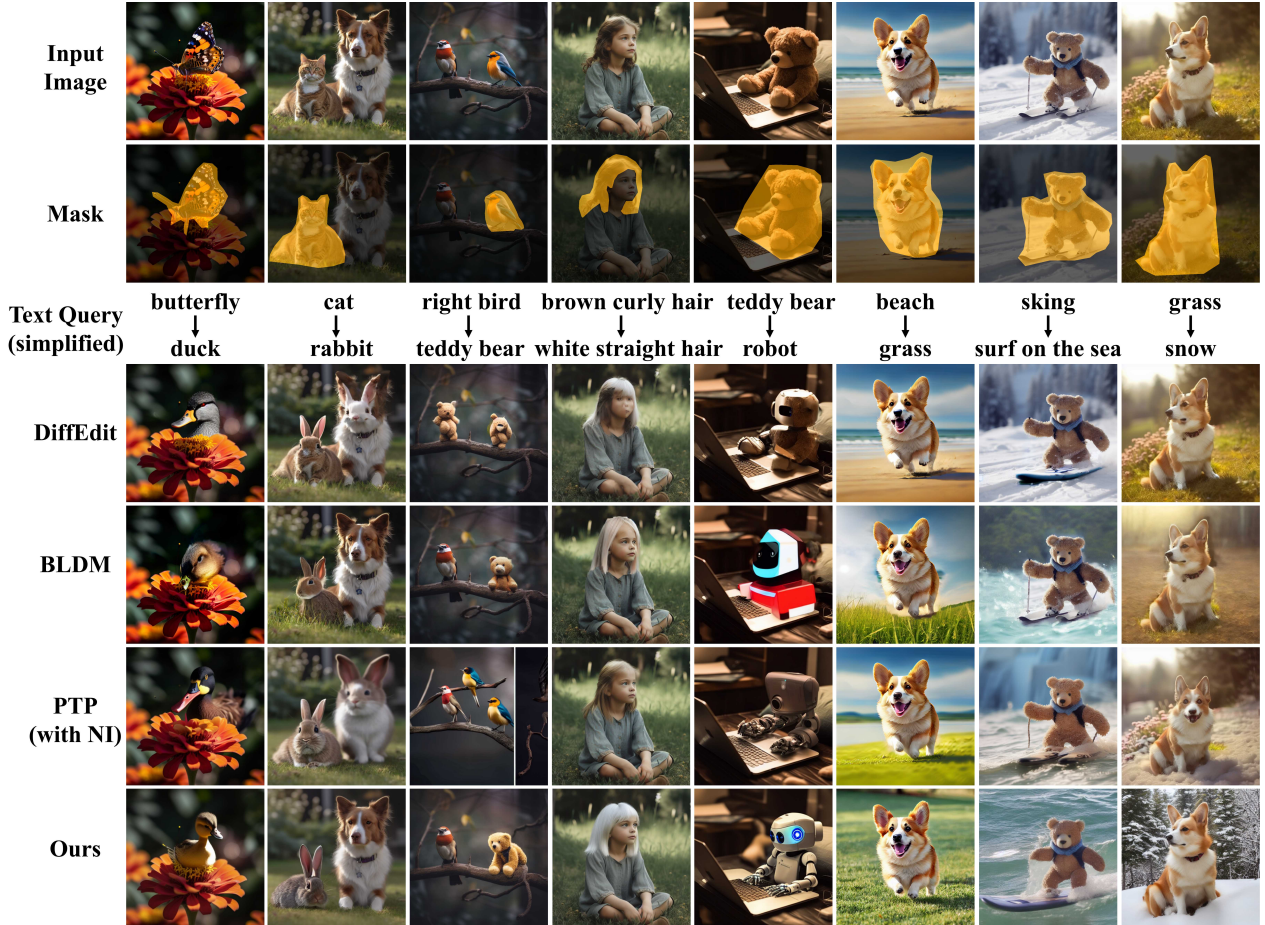 Input
Image
Mask
Text Query
(simplified)
butterfly cat right bird brown curly hair teddy bear beach sking grass
duck rabbit teddy bear white straight hair robot grass surf on the sea snow
DiffEdit
BLDM
PTP
(with NI)
Ours